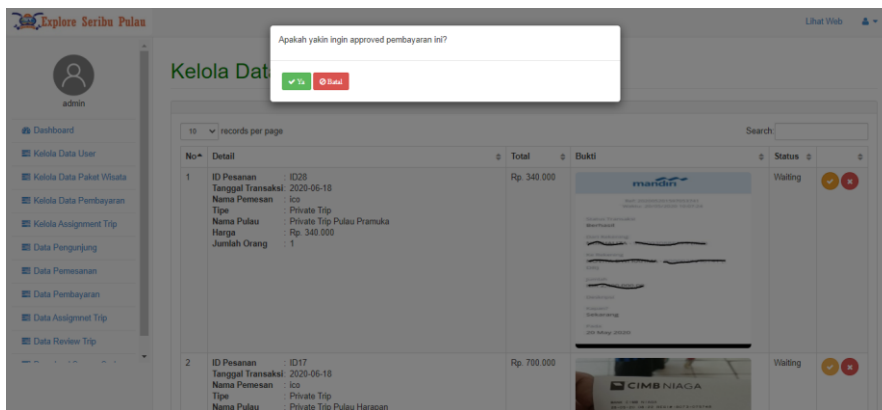 Explore Seribu Pulau
Lihat Web
Apakah yakin ingin approved pembayaran ini?
Ya
Batal
admin
Kelola Dat
Dashboard
Kelola Data User
Kelola Data Paket Wisata
Kelola Data Pembayaran
Kelola Assignment Trip
Data Pengunjung
Data Pemesanan
Data Pembayaran
Data Assignmet Trip
Data Review Trip
10 records per page
Search:
No Detail Total Bukti Status
1 ID Pesanan : ID28 Rp. 340.000 Waiting
Tanggal Transaksi: 2020-06-18
Nama Pemesan : ico
Tipe : Private Trip
Nama Pulau : Private Trip Pulau Pramuka
Harga : Rp. 340.000
Jumlah Orang : 1
mandiri
Berhasil
20 May 2020
2 ID Pesanan : ID17 Rp. 700.000 Waiting
Tanggal Transaksi: 2020-06-18
Nama Pemesan : ico
Tipe : Private Trip
Nama Pulau : Private Trip Pulau Harapan
CIMB NIAGA